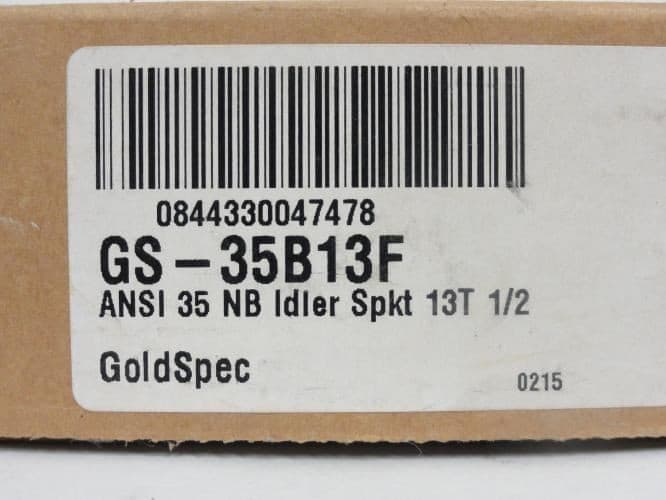 0844330047478
GS-35B13F
ANSI 35 NB Idler Spkt 13T 1/2
GoldSpec
0215